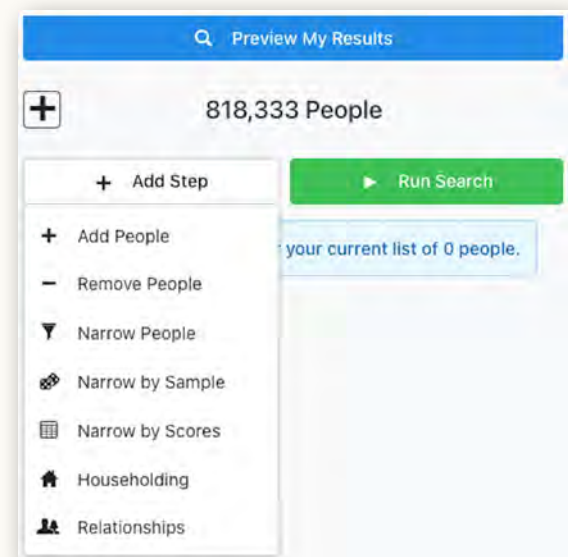 Preview My Results
818,333 People
Add Step
Run Search
your current list of 0 people.
Add People
Remove People
Narrow People
Narrow by Sample
Narrow by Scores
Householding
Relationships